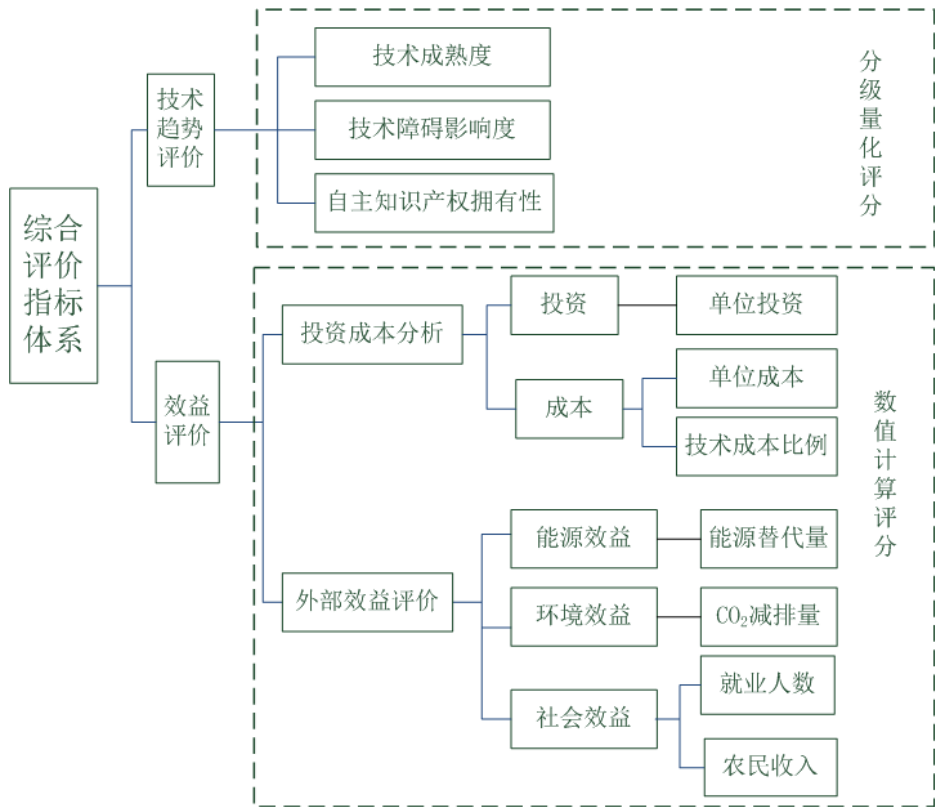 综合
评价
指标
体系
技术
趋势
评价
技术成熟度
技术障碍影响度
自主知识产权拥有性
分
级
量
化
评
分
效益
评价
投资成本分析
投资
单位投资
成本
单位成本
技术成本比例
外部效益评价
能源效益
能源替代量
环境效益
CO₂减排量
社会效益
就业人数
农民收入
数
值
计
算
评
分